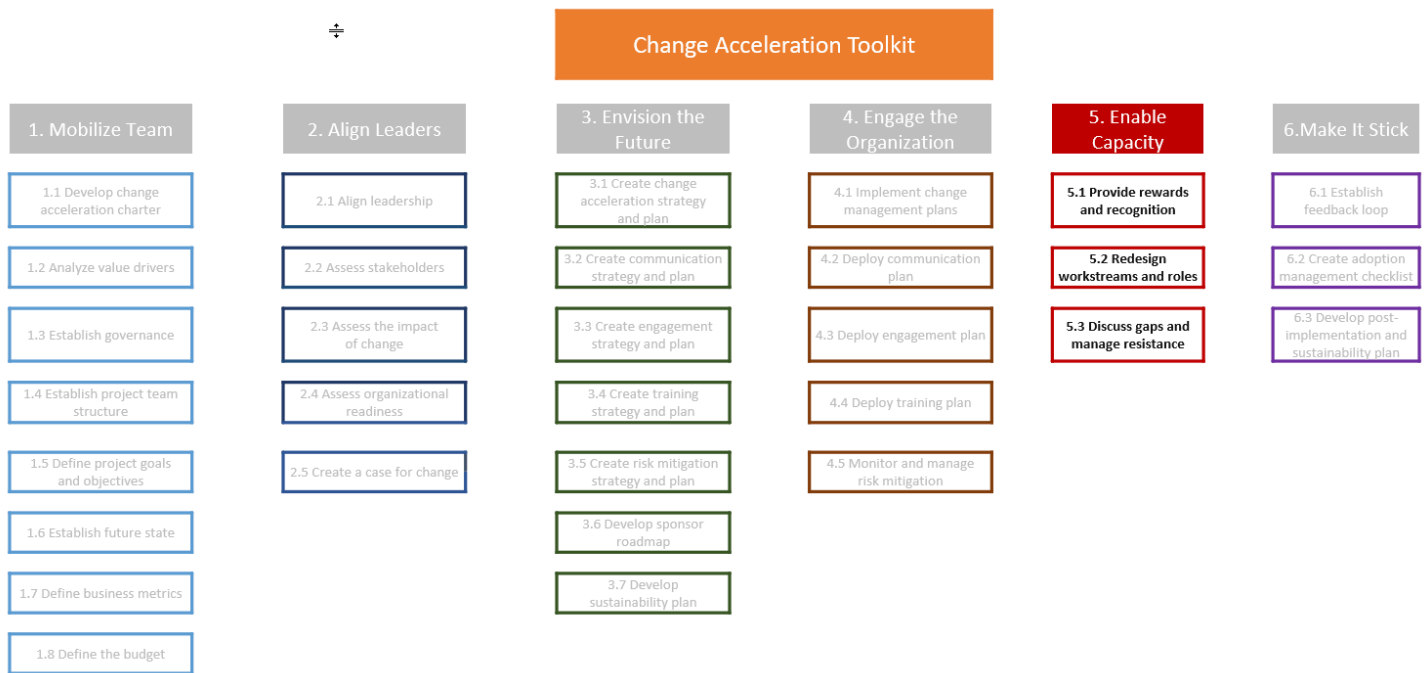 Change Acceleration Toolkit
1. Mobilize Team
1.1 Develop change
acceleration charter
1.2 Analyze value drivers
1.3 Establish governance
1.4 Establish project team
structure
1.5 Define project goals
and objectives
1.6 Establish future state
1.7 Define business metrics
1.8 Define the budget
2. Align Leaders
2.1 Align leadership
2.2 Assess stakeholders
2.3 Assess the impact
of change
2.4 Assess organizational
readiness
2.5 Create a case for change
3. Envision the
Future
3.1 Create change
acceleration strategy
and plan
3.2 Create communication
strategy and plan
3.3 Create engagement
strategy and plan
3.4 Create training
strategy and plan
3.5 Create risk mitigation
strategy and plan
3.6 Develop sponsor
roadmap
3.7 Develop
sustainability plan
4. Engage the
Organization
4.1 Implement change
management plans
4.2 Deploy communication
plan
4.3 Deploy engagement plan
4.4 Deploy training plan
4.5 Monitor and manage
risk mitigation
5. Enable
Capacity
5.1 Provide rewards
and recognition
5.2 Redesign
workstreams and roles
5.3 Discuss gaps and
manage resistance
6.Make It Stick
6.1 Establish
feedback loop
6.2 Create adoption
management checklist
6.3 Develop post-
implementation and
sustainability plan